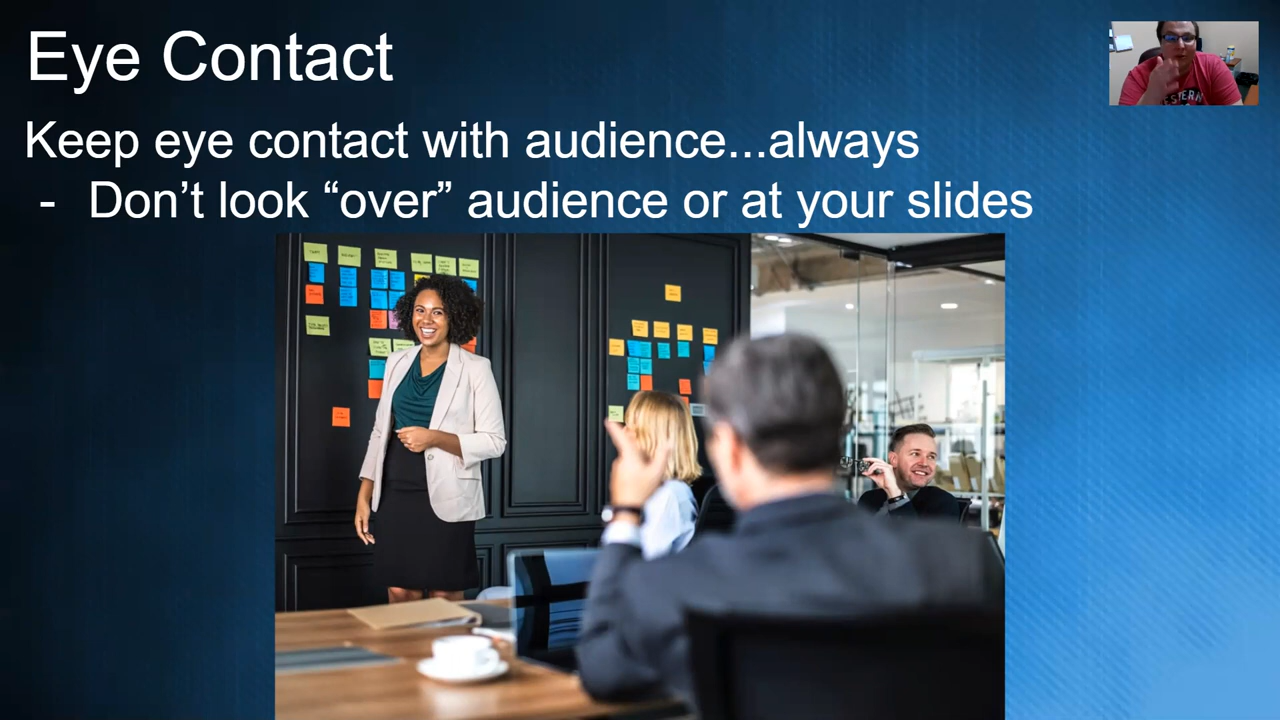 Eye Contact
Keep eye contact with audience...always
- Don’t look “over” audience or at your slides